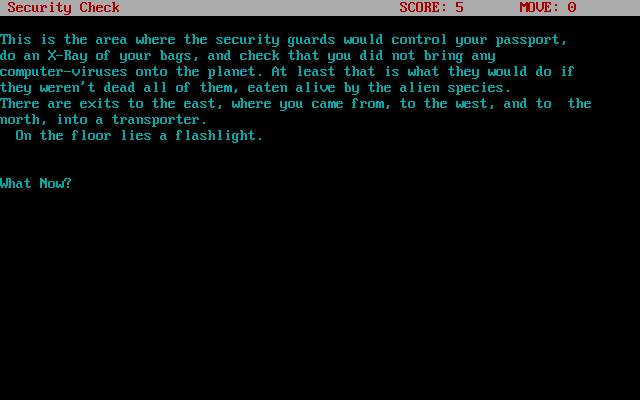 Security Check SCORE: 5 MOVE: 0
This is the area where the security guards would control your passport,
do an X-Ray of your bags, and check that you did not bring any
computer-viruses onto the planet. At least that is what they would do if
they weren't dead all of them, eaten alive by the alien species.
There are exits to the east, where you came from, to the west, and to  the
north, into a transporter.
On the floor lies a flashlight.
What Now?